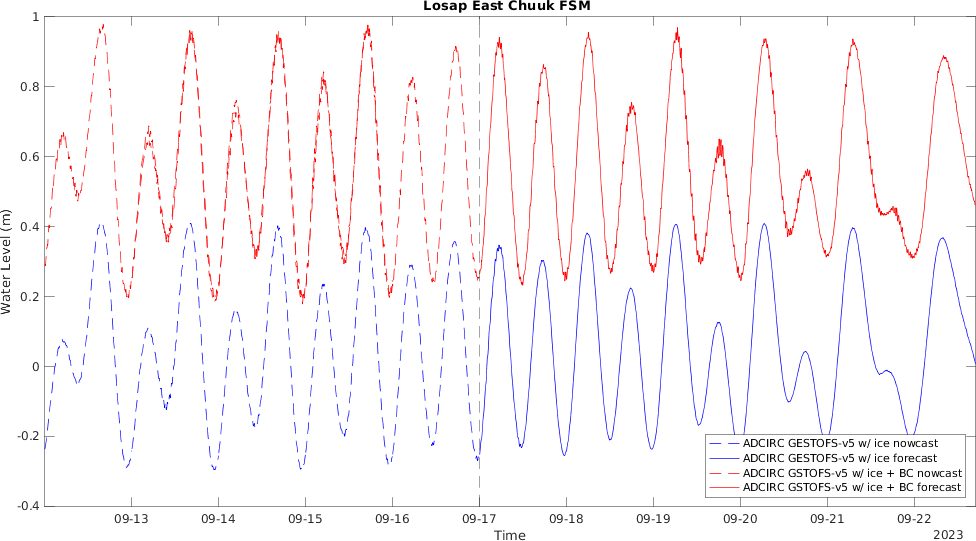 Losap East Chuuk FSM
Water Level (m)
1
0.8
0.6
0.4
0.2
0
-0.2
-0.4
ADCIRC GESTOFS-v5 w/ ice nowcast
ADCIRC GESTOFS-v5 w/ ice forecast
ADCIRC GSTOFS-v5 w/ ice + BC nowcast
ADCIRC GSTOFS-v5 w/ ice + BC forecast
09-13 09-14 09-15 09-16 09-17 09-18 09-19 09-20 09-21 09-22
Time
2023